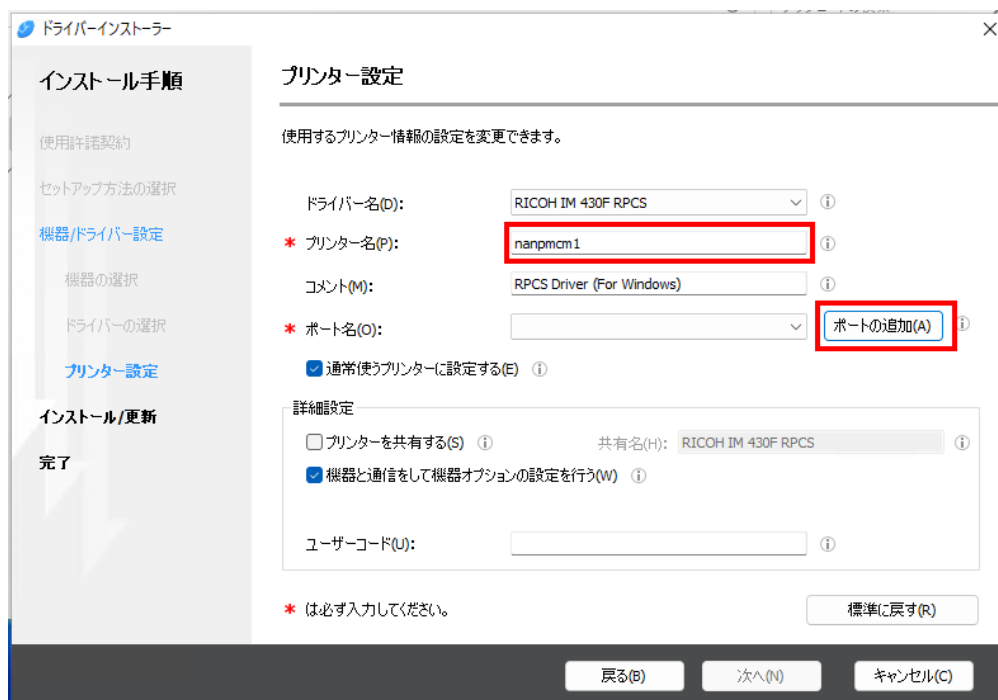 ドライバーインストーラー
インストール手順
使用許諾契約
セットアップ方法の選択
機器/ドライバー設定
機器の選択
ドライバーの選択
プリンター設定
インストール/更新
完了
プリンター設定
使用するプリンター情報の設定を変更できます。
ドライバー名(D): RICOH IM 430F RPCS
* プリンター名(P): nanpmcm1
コメント(M): RPCS Driver (For Windows)
* ポート名(O): ポートの追加(A)
通常使うプリンターに設定する(E)
詳細設定
プリンターを共有する(S) 共有名(H): RICOH IM 430F RPCS
機器と通信をして機器オプションの設定を行う(W)
ユーザーコード(U):
* は必ず入力してください。 標準に戻す(R)
戻る(B) 次へ(N) キャンセル(C)